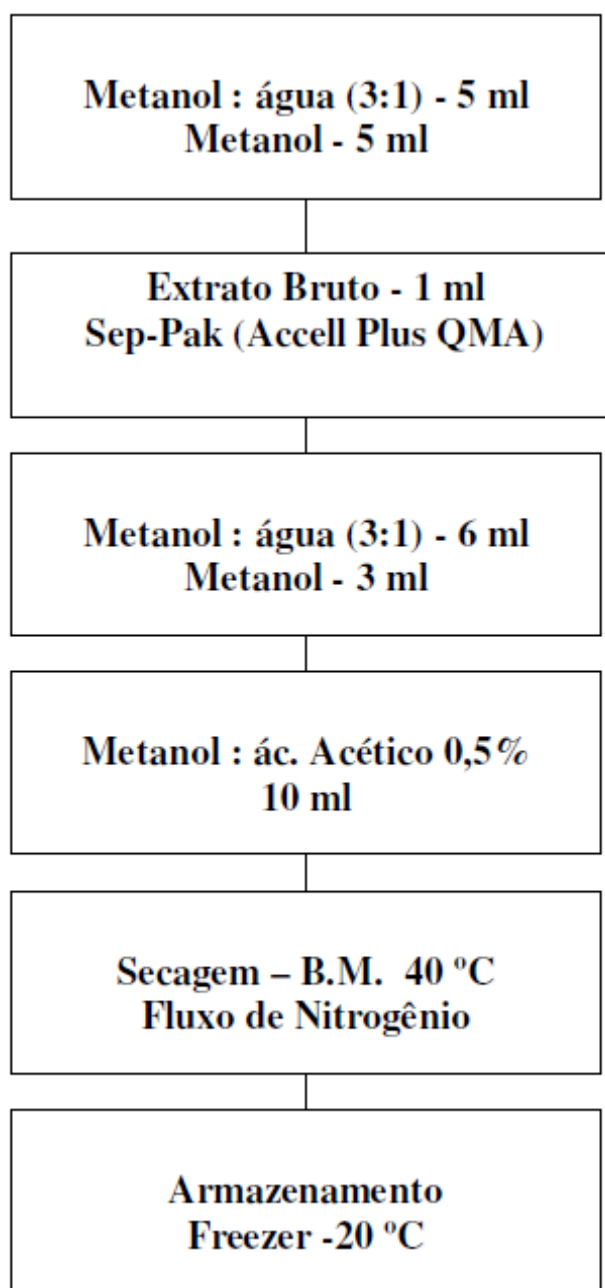 Metanol : água (3:1) - 5 ml
Metanol - 5 ml
Extrato Bruto - 1 ml
Sep-Pak (Accell Plus QMA)
Metanol : água (3:1) - 6 ml
Metanol - 3 ml
Metanol : ác. Acético 0,5%
10 ml
Secagem – B.M. 40 ºC
Fluxo de Nitrogênio
Armazenamento
Freezer -20 ºC